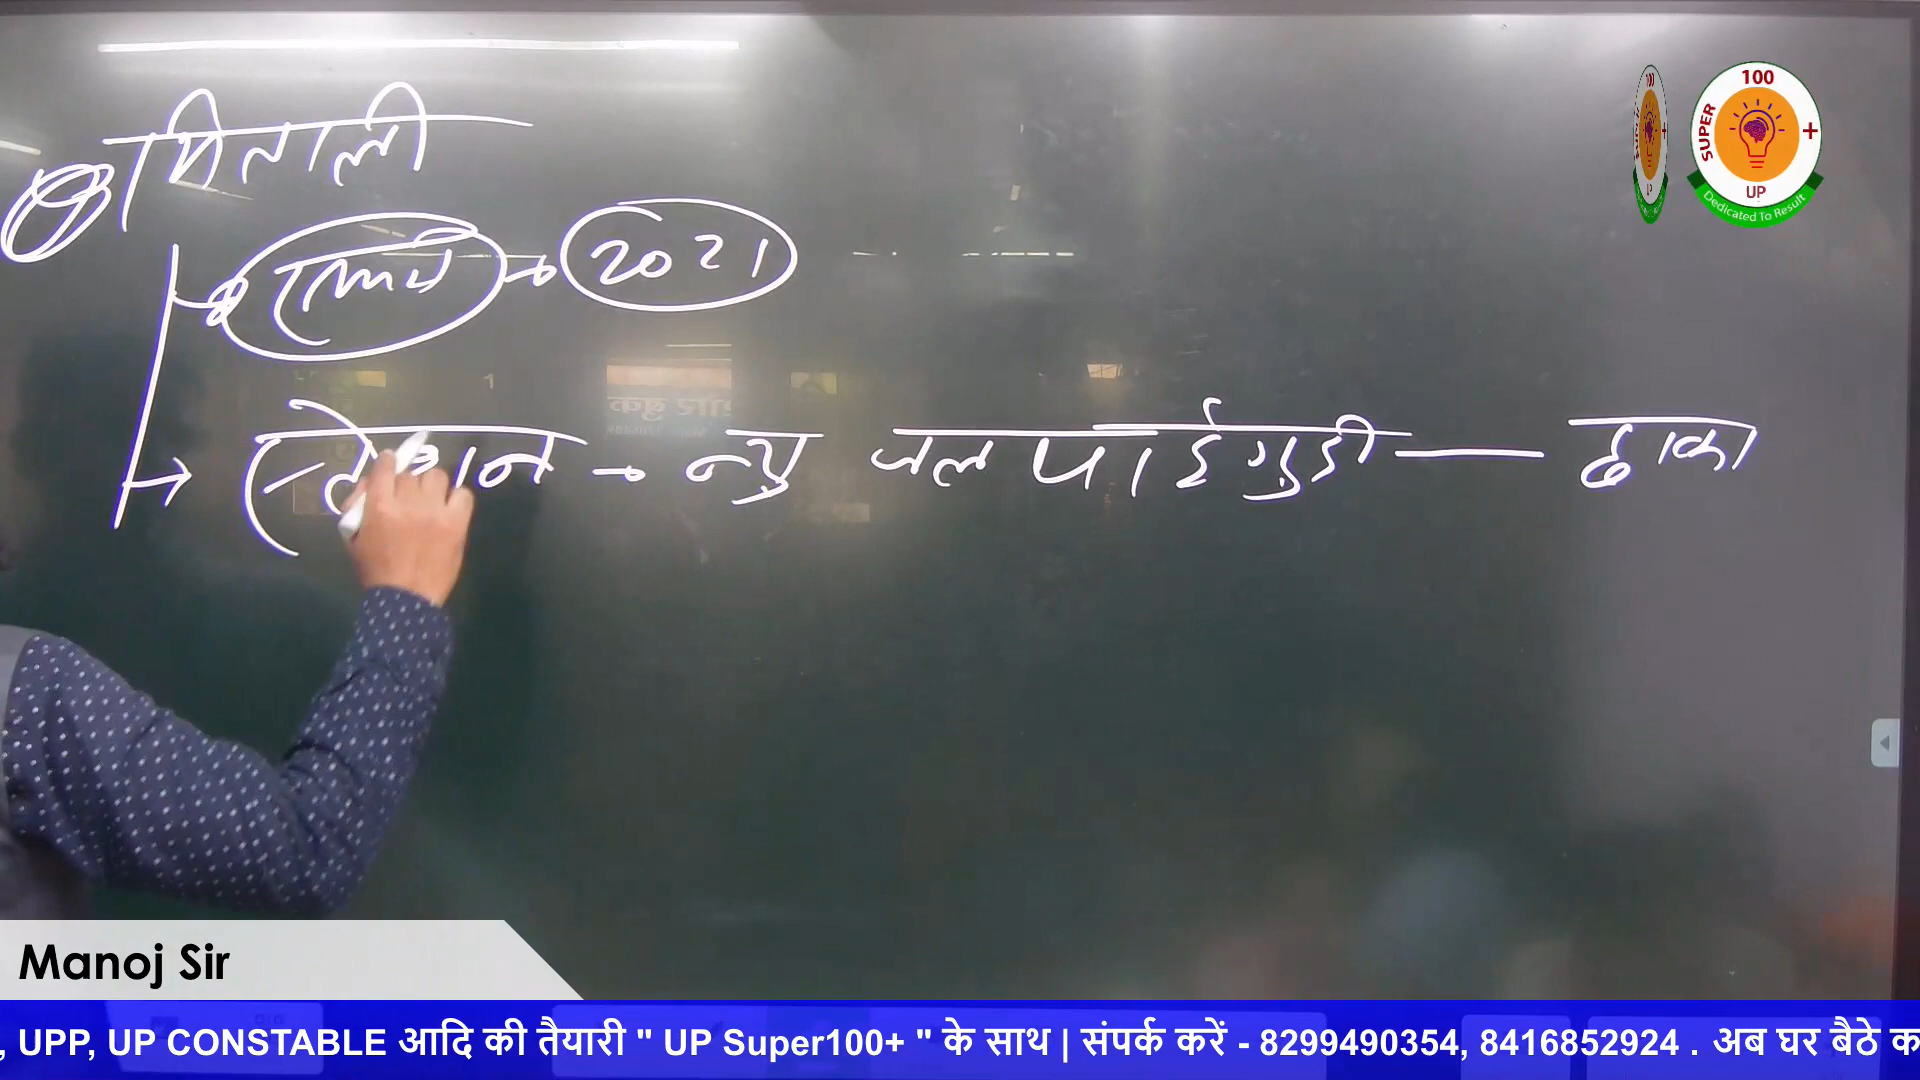 मिताली
2021
स्टेशन → न्यु जलपाईगुडी — ढाका
100
SUPER
+
UP
Dedicated To Result
Manoj Sir
, UPP, UP CONSTABLE आदि की तैयारी " UP Super100+ " के साथ | संपर्क करें - 8299490354, 8416852924 . अब घर बैठे क